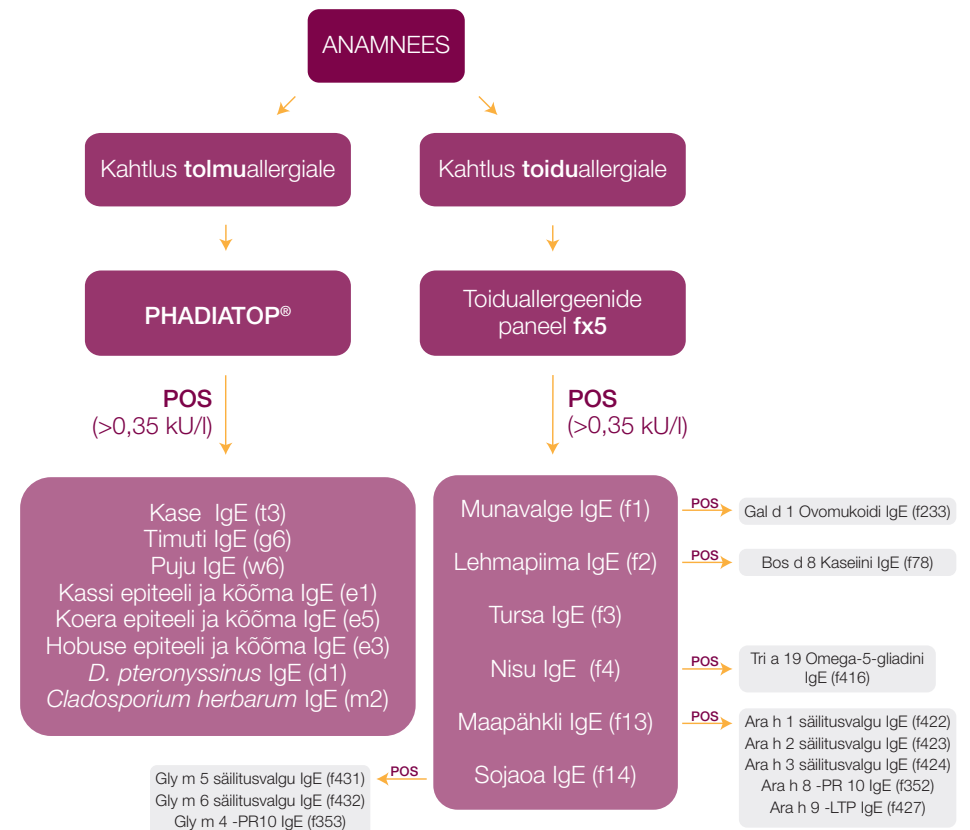 ANAMNEES
Kahtlus tolmuallergiale
Kahtlus toiduallergiale
PHADIATOP®
Toiduallergeenide
paneel fx5
POS
(>0,35 kU/l)
POS
(>0,35 kU/l)
Kase IgE (t3)
Timuti IgE (g6)
Puju IgE (w6)
Kassi epiteeli ja kõõma IgE (e1)
Koera epiteeli ja kõõma IgE (e5)
Hobuse epiteeli ja kõõma IgE (e3)
D. pteronyssinus IgE (d1)
Cladosporium herbarum IgE (m2)
Munavalge IgE (f1)
POS
Gal d 1 Ovomukoidi IgE (f233)
Lehmapiima IgE (f2)
POS
Bos d 8 Kaseiini IgE (f78)
Tursa IgE (f3)
Nisu IgE (f4)
POS
Tri a 19 Omega-5-gliadini
IgE (f416)
Maapähkli IgE (f13)
POS
Ara h 1 säilitusvalgu IgE (f422)
Ara h 2 säilitusvalgu IgE (f423)
Ara h 3 säilitusvalgu IgE (f424)
Ara h 8 -PR 10 IgE (f352)
Ara h 9 -LTP IgE (f427)
Sojaoa IgE (f14)
POS
Gly m 5 säilitusvalgu IgE (f431)
Gly m 6 säilitusvalgu IgE (f432)
Gly m 4 -PR10 IgE (f353)